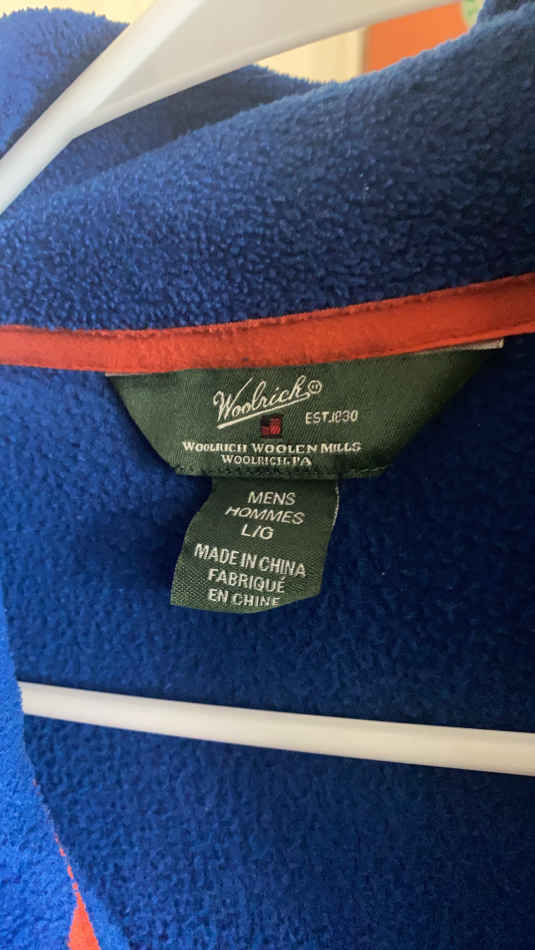 Woolrich
EST.1830
WOOLRICH WOOLEN MILLS
WOOLRICH, PA
MENS
HOMMES
L/G
MADE IN CHINA
FABRIQUÉ
EN CHINE